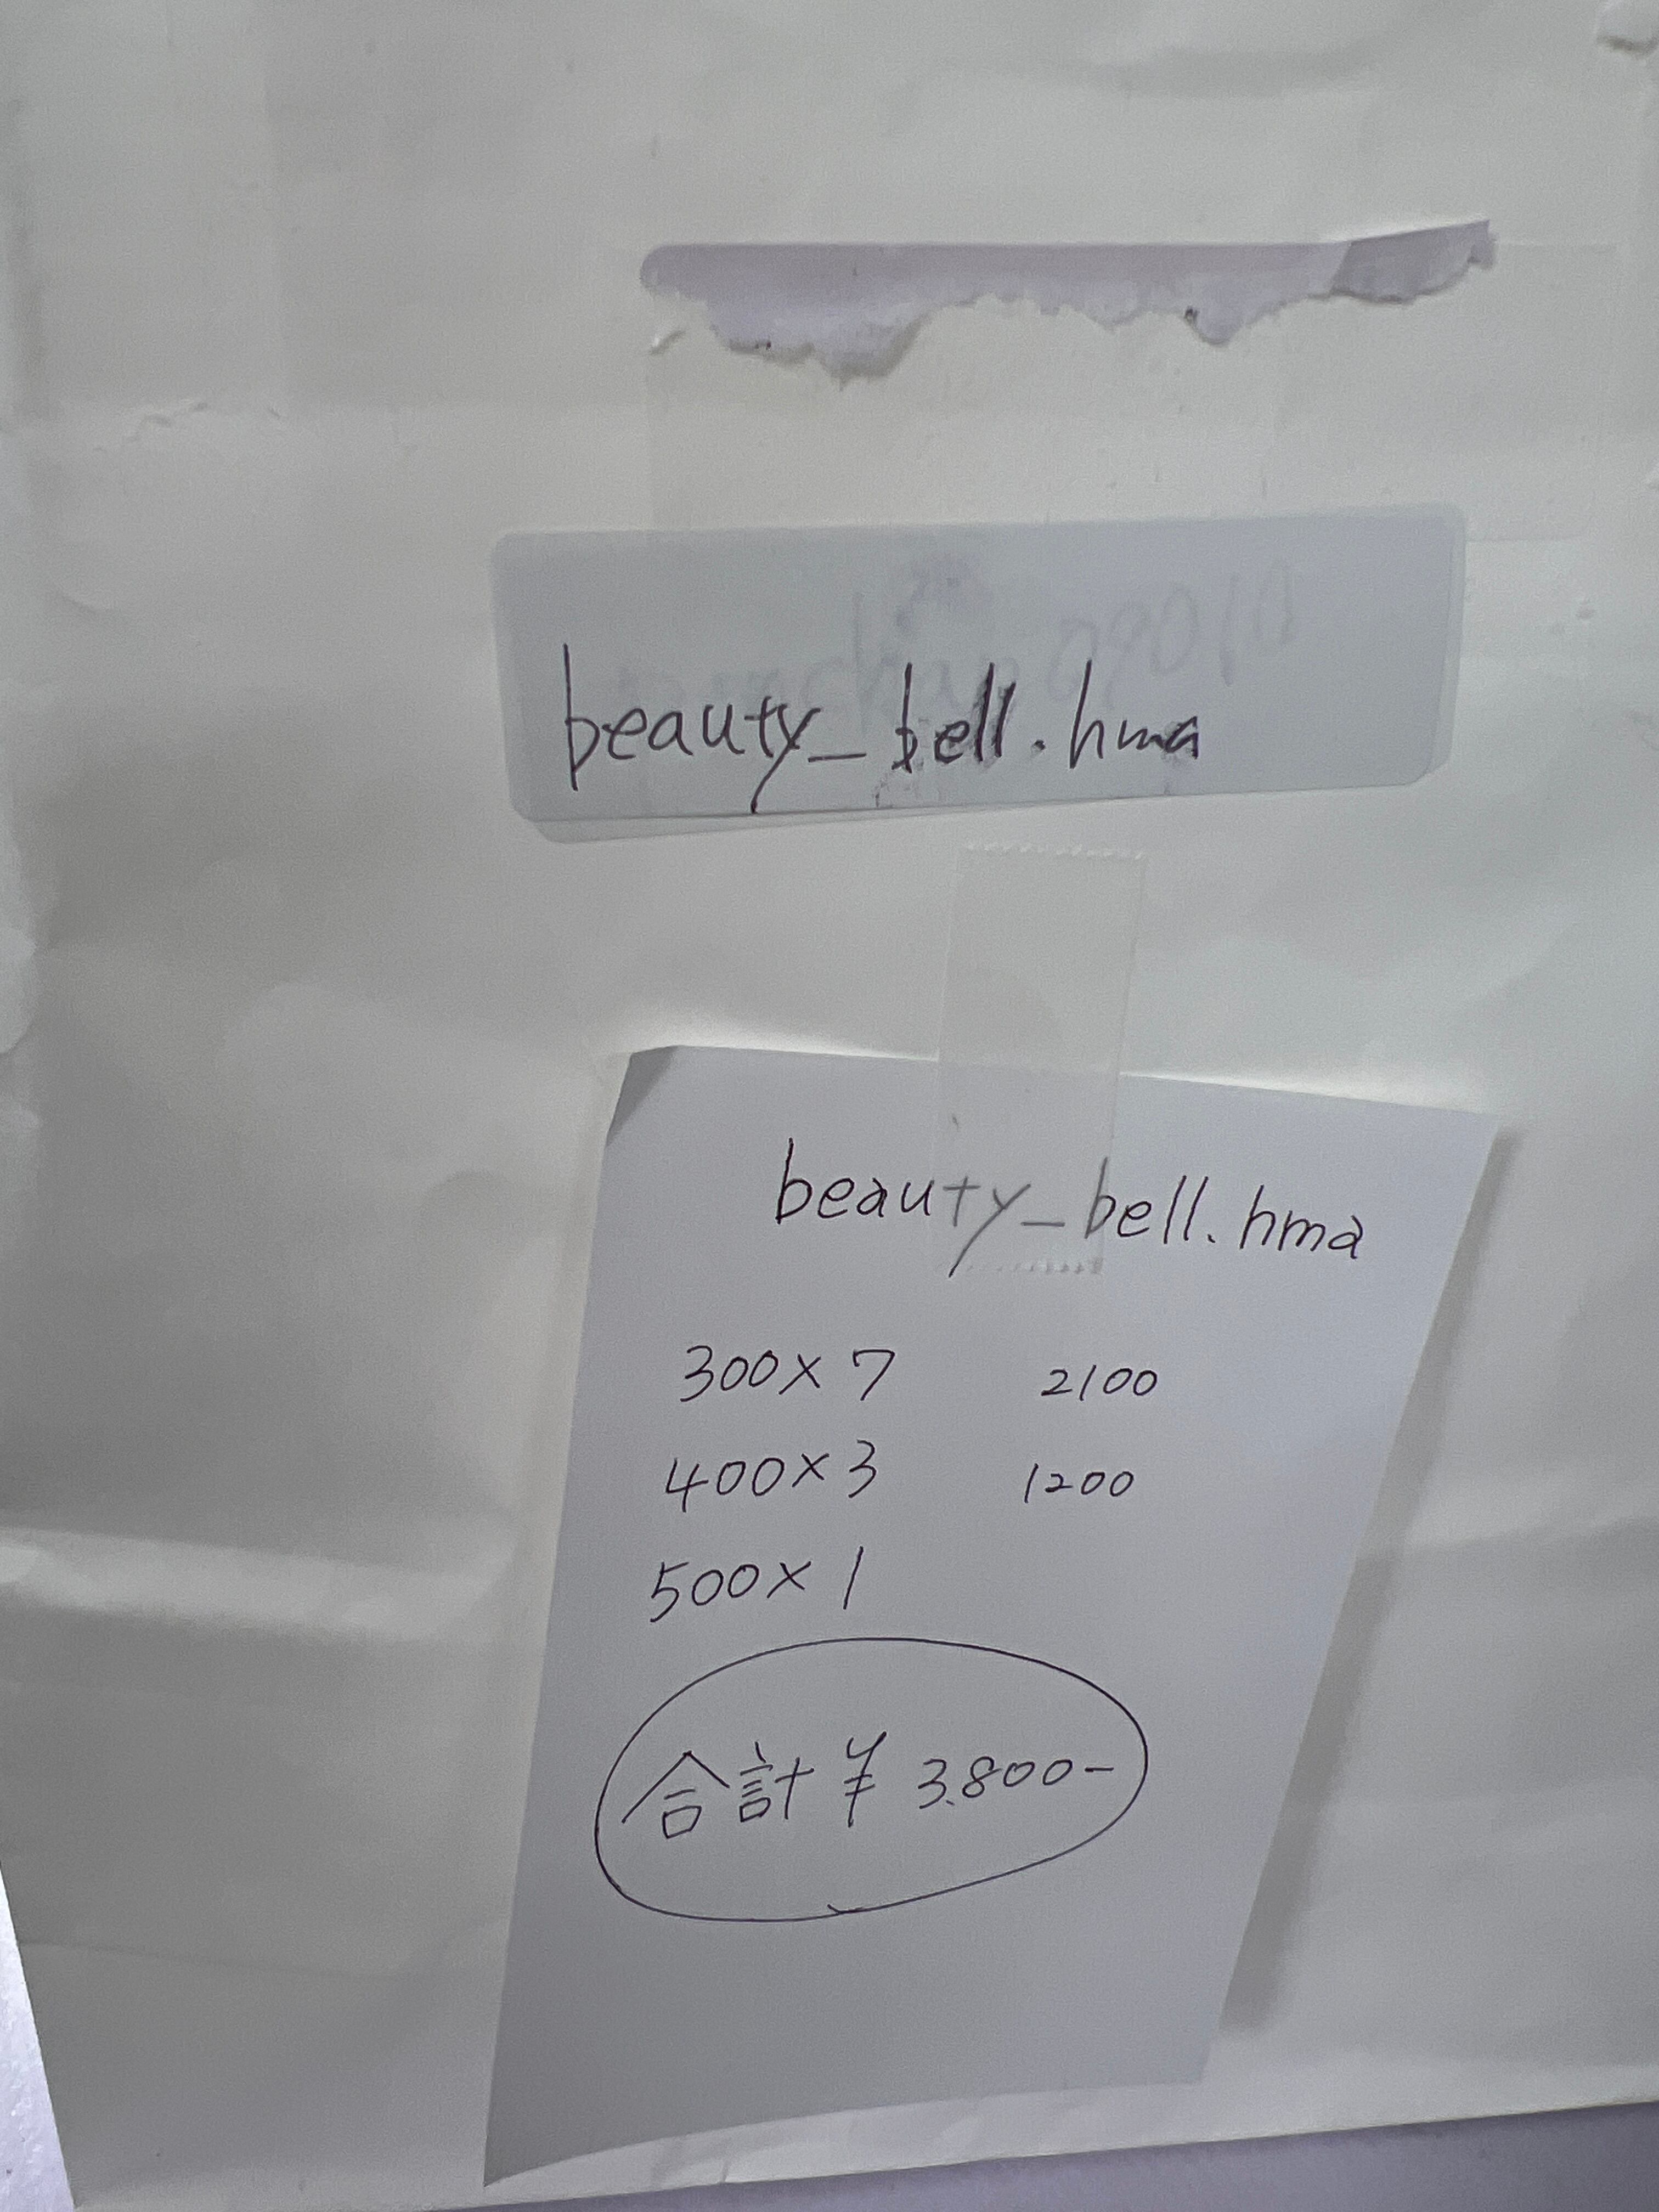 beauty_bell.hma
beauty_bell.hma
300×7 2100
400×3 1200
500×1
合計¥3,800-